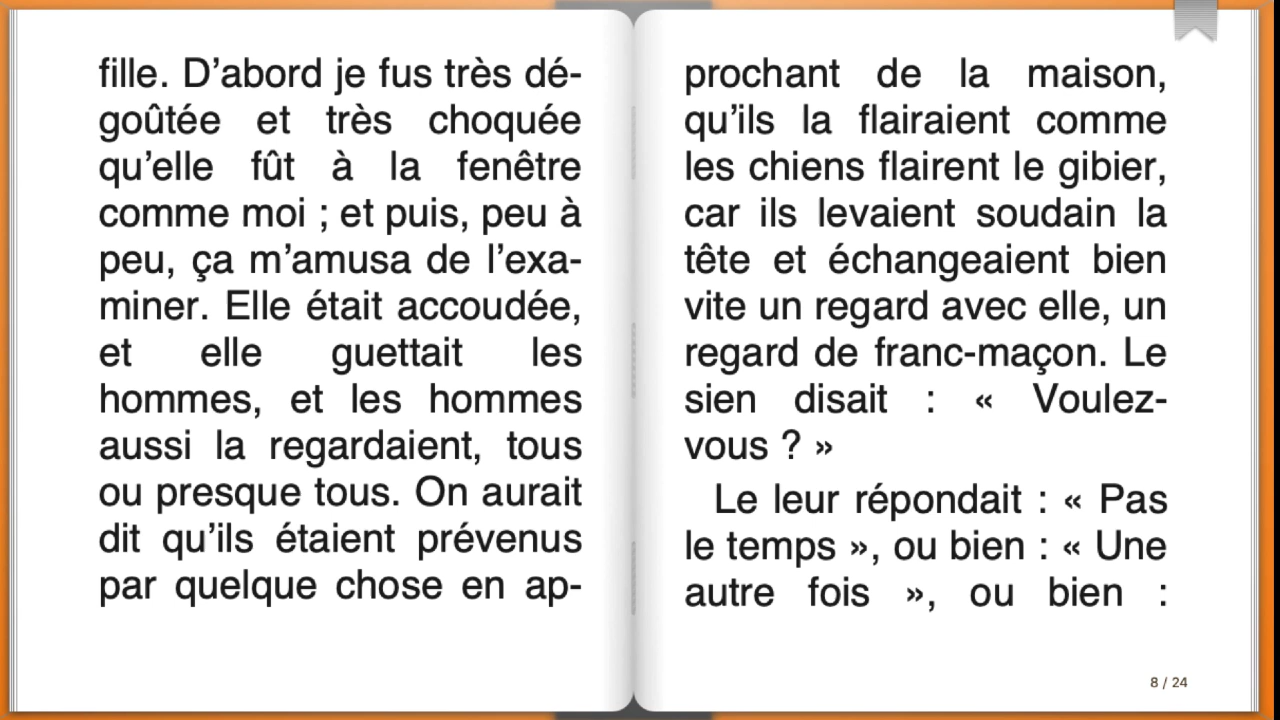 fille. D’abord je fus très dé-
goûtée et très choquée
qu’elle fût à la fenêtre
comme moi ; et puis, peu à
peu, ça m’amusa de l’exa-
miner. Elle était accoudée,
et elle guettait les
hommes, et les hommes
aussi la regardaient, tous
ou presque tous. On aurait
dit qu’ils étaient prévenus
par quelque chose en ap-
prochant de la maison,
qu’ils la flairaient comme
les chiens flairent le gibier,
car ils levaient soudain la
tête et échangeaient bien
vite un regard avec elle, un
regard de franc-maçon. Le
sien disait : « Voulez-
vous ? »
Le leur répondait : « Pas
le temps », ou bien : « Une
autre fois », ou bien :
8 / 24